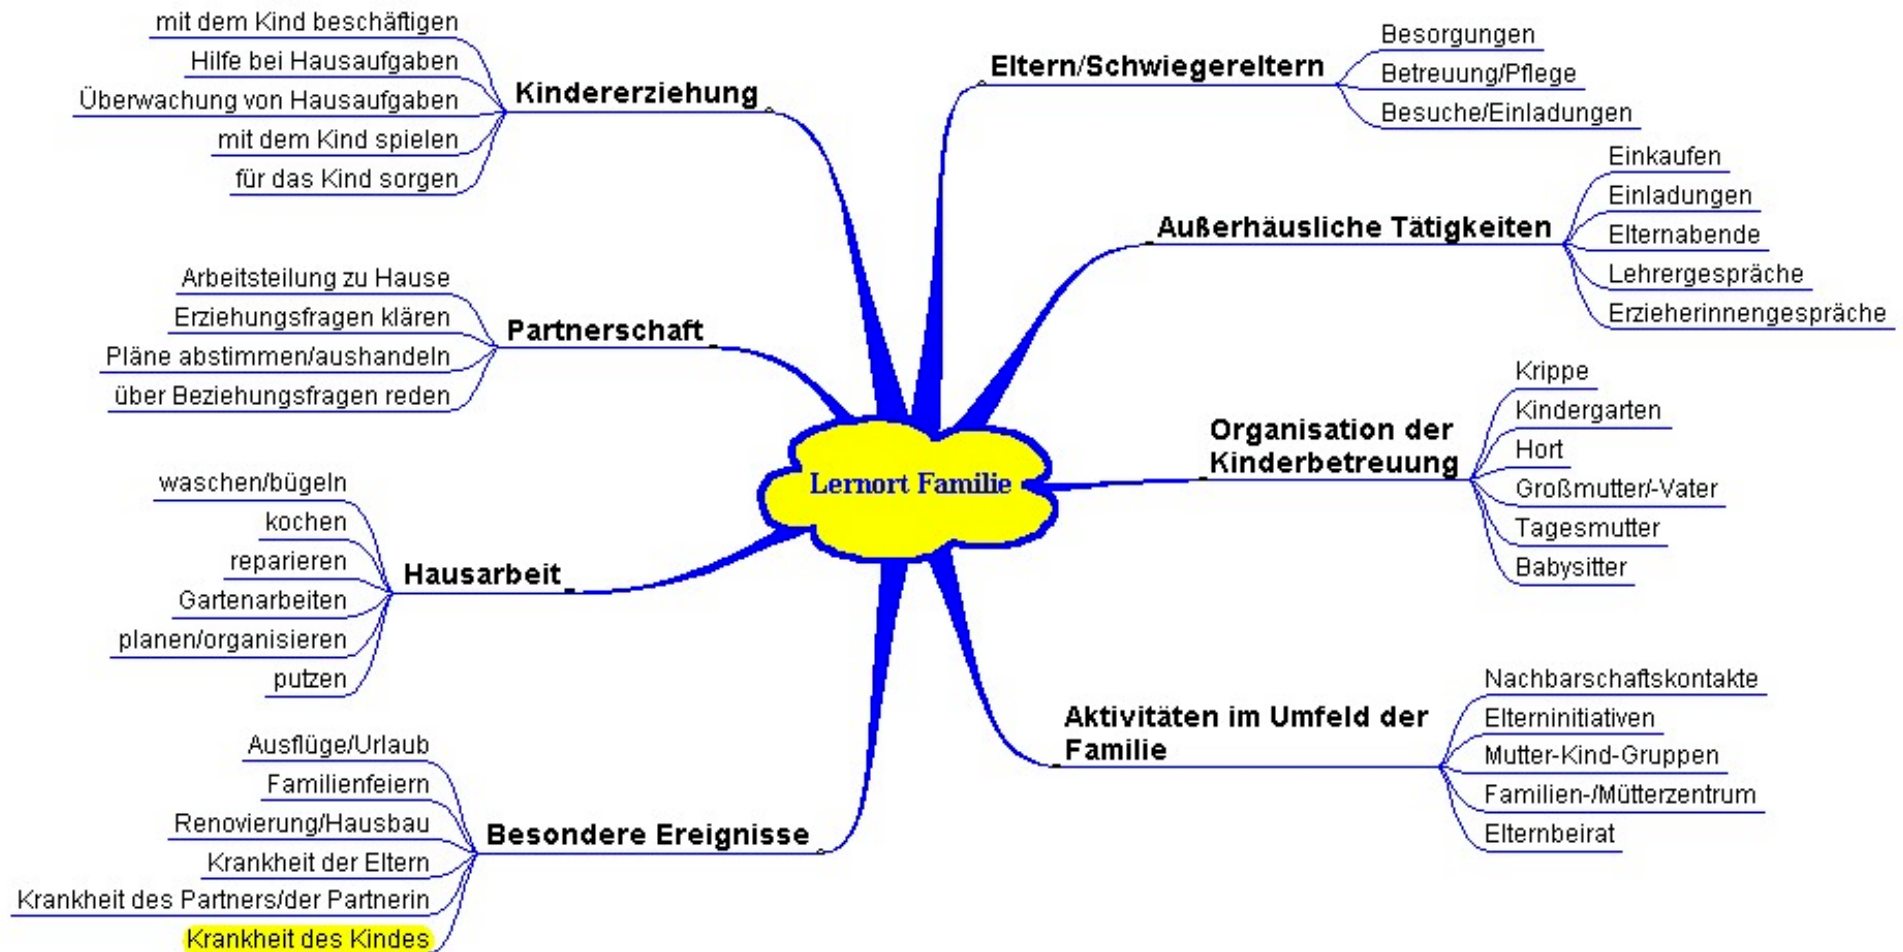 Lernort Familie
Kindererziehung
mit dem Kind beschäftigen
Hilfe bei Hausaufgaben
Überwachung von Hausaufgaben
mit dem Kind spielen
für das Kind sorgen
Partnerschaft
Arbeitsteilung zu Hause
Erziehungsfragen klären
Pläne abstimmen/aushandeln
über Beziehungsfragen reden
Hausarbeit
waschen/bügeln
kochen
reparieren
Gartenarbeiten
planen/organisieren
putzen
Besondere Ereignisse
Ausflüge/Urlaub
Familienfeiern
Renovierung/Hausbau
Krankheit der Eltern
Krankheit des Partners/der Partnerin
Krankheit des Kindes
Eltern/Schwiegereltern
Besorgungen
Betreuung/Pflege
Besuche/Einladungen
Außerhäusliche Tätigkeiten
Einkaufen
Einladungen
Elternabende
Lehrergespräche
Erzieherinnengespräche
Organisation der
Kinderbetreuung
Krippe
Kindergarten
Hort
Großmutter/-Vater
Tagesmutter
Babysitter
Aktivitäten im Umfeld der
Familie
Nachbarschaftskontakte
Elterninitiativen
Mutter-Kind-Gruppen
Familien-/Mütterzentrum
Elternbeirat